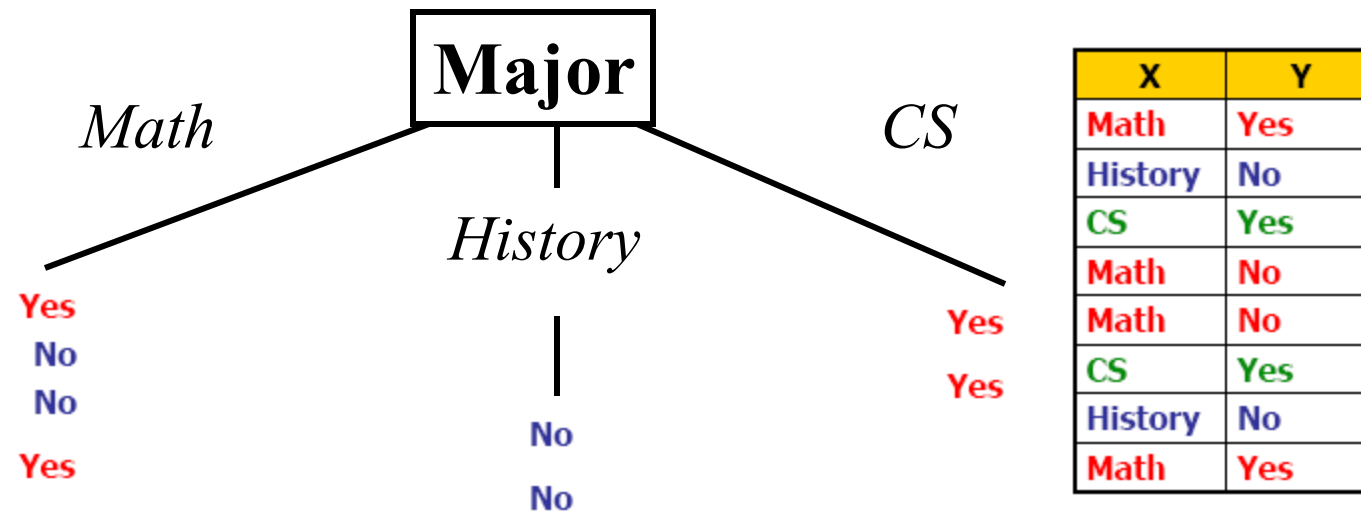 Major
Math
CS
History
Yes
No
No
Yes
No
No
Yes
Yes
X Y
Math Yes
History No
CS Yes
Math No
Math No
CS Yes
History No
Math Yes